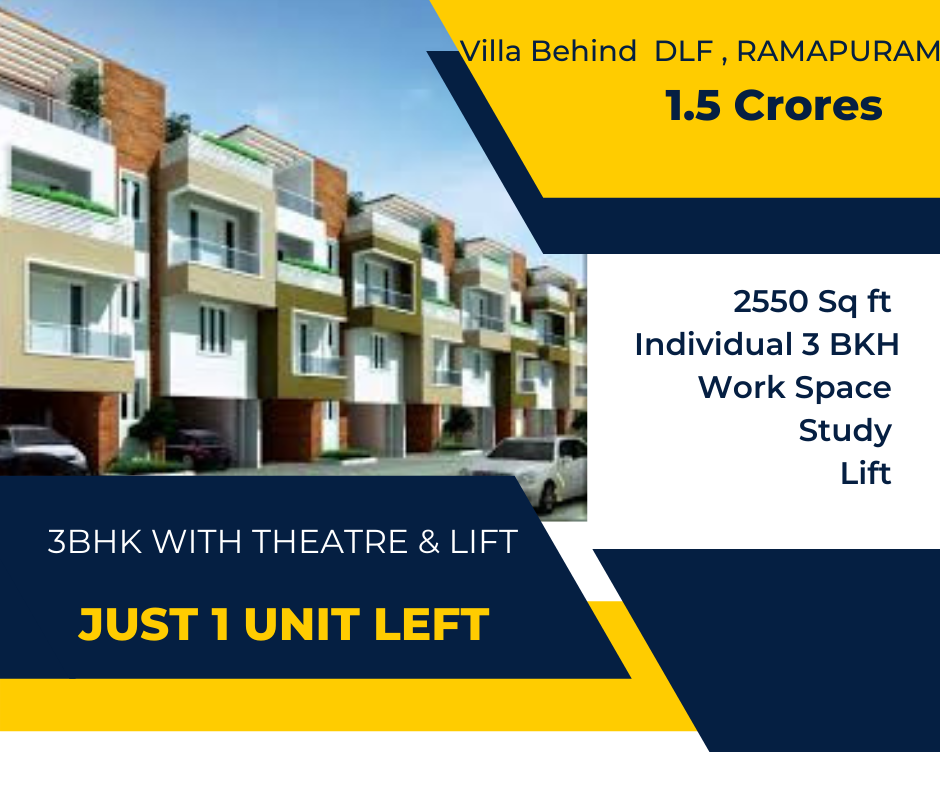 Villa Behind  DLF , RAMAPURAM
1.5 Crores
2550 Sq ft
Individual 3 BKH
Work Space
Study
Lift
3BHK WITH THEATRE & LIFT
JUST 1 UNIT LEFT